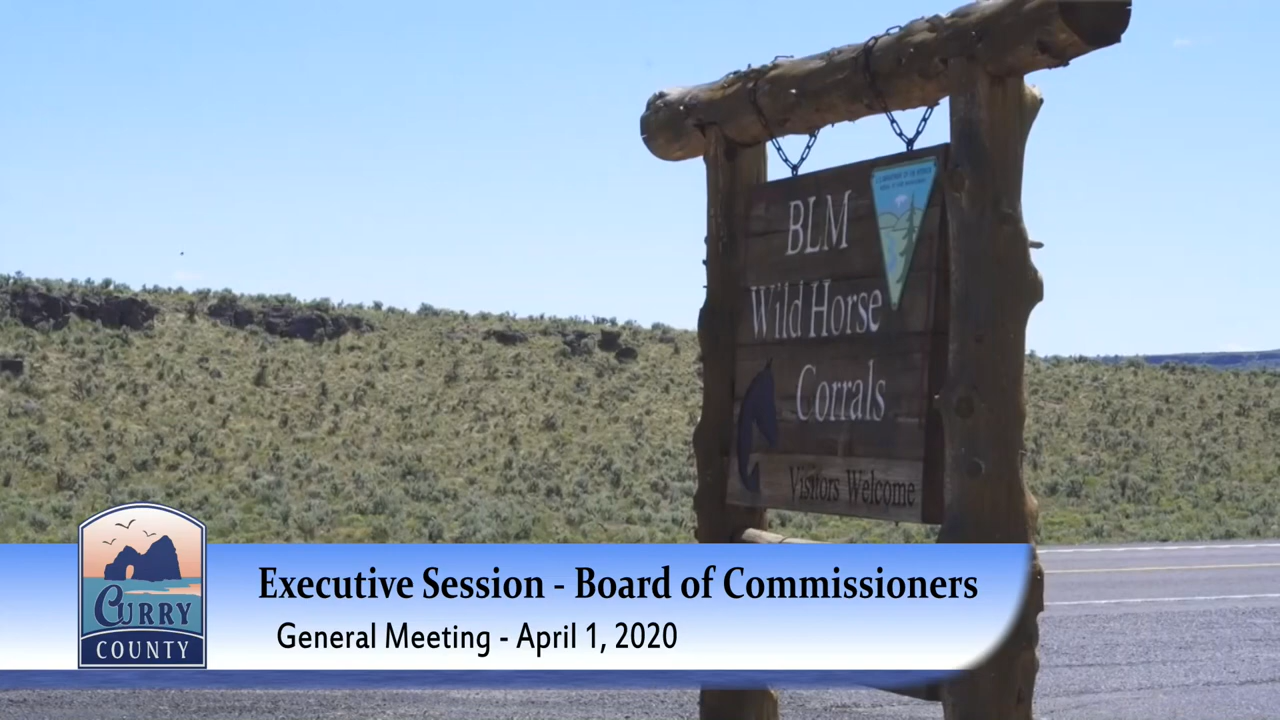 BLM
Wild Horse
Corrals
Visitors Welcome
CURRY
COUNTY
Executive Session - Board of Commissioners
General Meeting - April 1, 2020